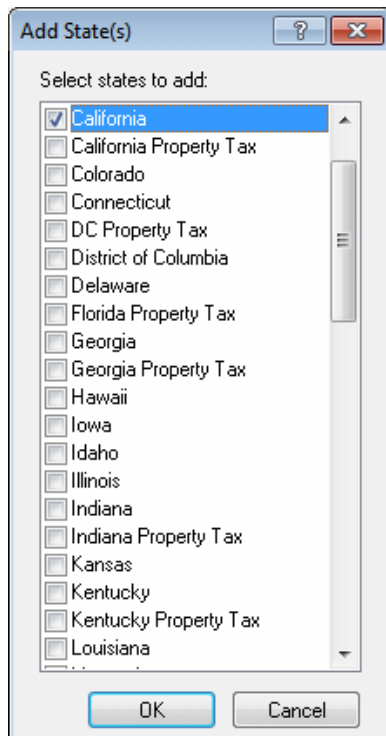 Add State(s)
?
Select states to add:
California
California Property Tax
Colorado
Connecticut
DC Property Tax
District of Columbia
Delaware
Florida Property Tax
Georgia
Georgia Property Tax
Hawaii
Iowa
Idaho
Illinois
Indiana
Indiana Property Tax
Kansas
Kentucky
Kentucky Property Tax
Louisiana
OK Cancel